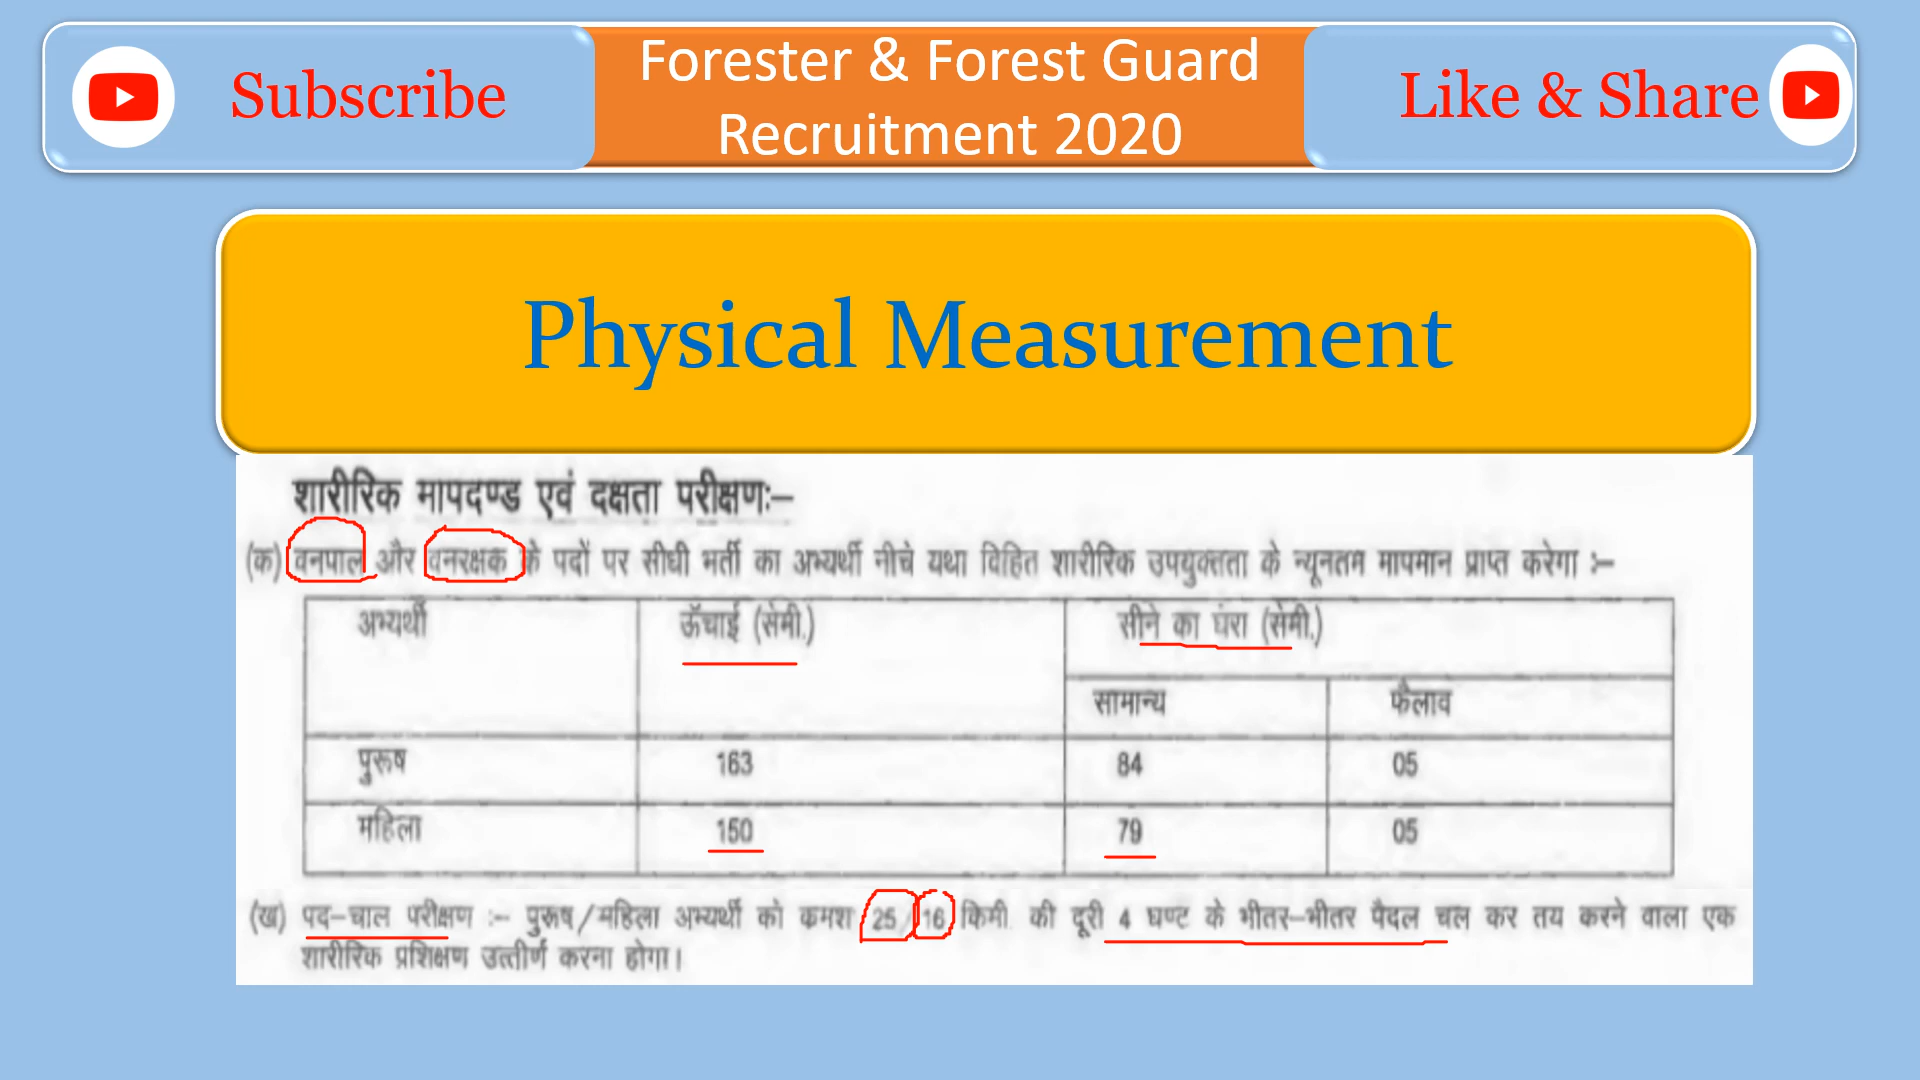 Subscribe
Forester & Forest Guard
Recruitment 2020
Like & Share
Physical Measurement
शारीरिक मापदण्ड एवं दक्षता परीक्षणः–
(क) वनपाल और वनरक्षक के पदों पर सीधी भर्ती का अभ्यर्थी नीचे यथा विहित शारीरिक उपयुक्तता के न्यूनतम मापमान प्राप्त करेगा :–
अभ्यर्थी ऊँचाई (सेमी.) सीने का घेरा (सेमी.)
सामान्य फैलाव
पुरूष 163 84 05
महिला 150 79 05
(ख) पद–चाल परीक्षण :– पुरूष/महिला अभ्यर्थी को कमश 25/16 किमी. की दूरी 4 घण्ट के भीतर–भीतर पैदल चल कर तय करने वाला एक
शारीरिक प्रशिक्षण उत्तीर्ण करना होगा।